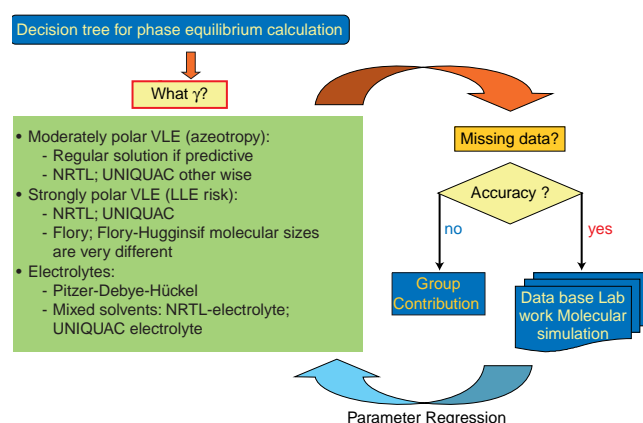 Decision tree for phase equilibrium calculation
What γ?
• Moderately polar VLE (azeotropy):
- Regular solution if predictive
- NRTL; UNIQUAC other wise
• Strongly polar VLE (LLE risk):
- NRTL; UNIQUAC
- Flory; Flory-Hugginsif molecular sizes
are very different
• Electrolytes:
- Pitzer-Debye-Hückel
- Mixed solvents: NRTL-electrolyte;
UNIQUAC electrolyte
Missing data?
Accuracy ?
no
yes
Group
Contribution
Data base Lab
work Molecular
simulation
Parameter Regression